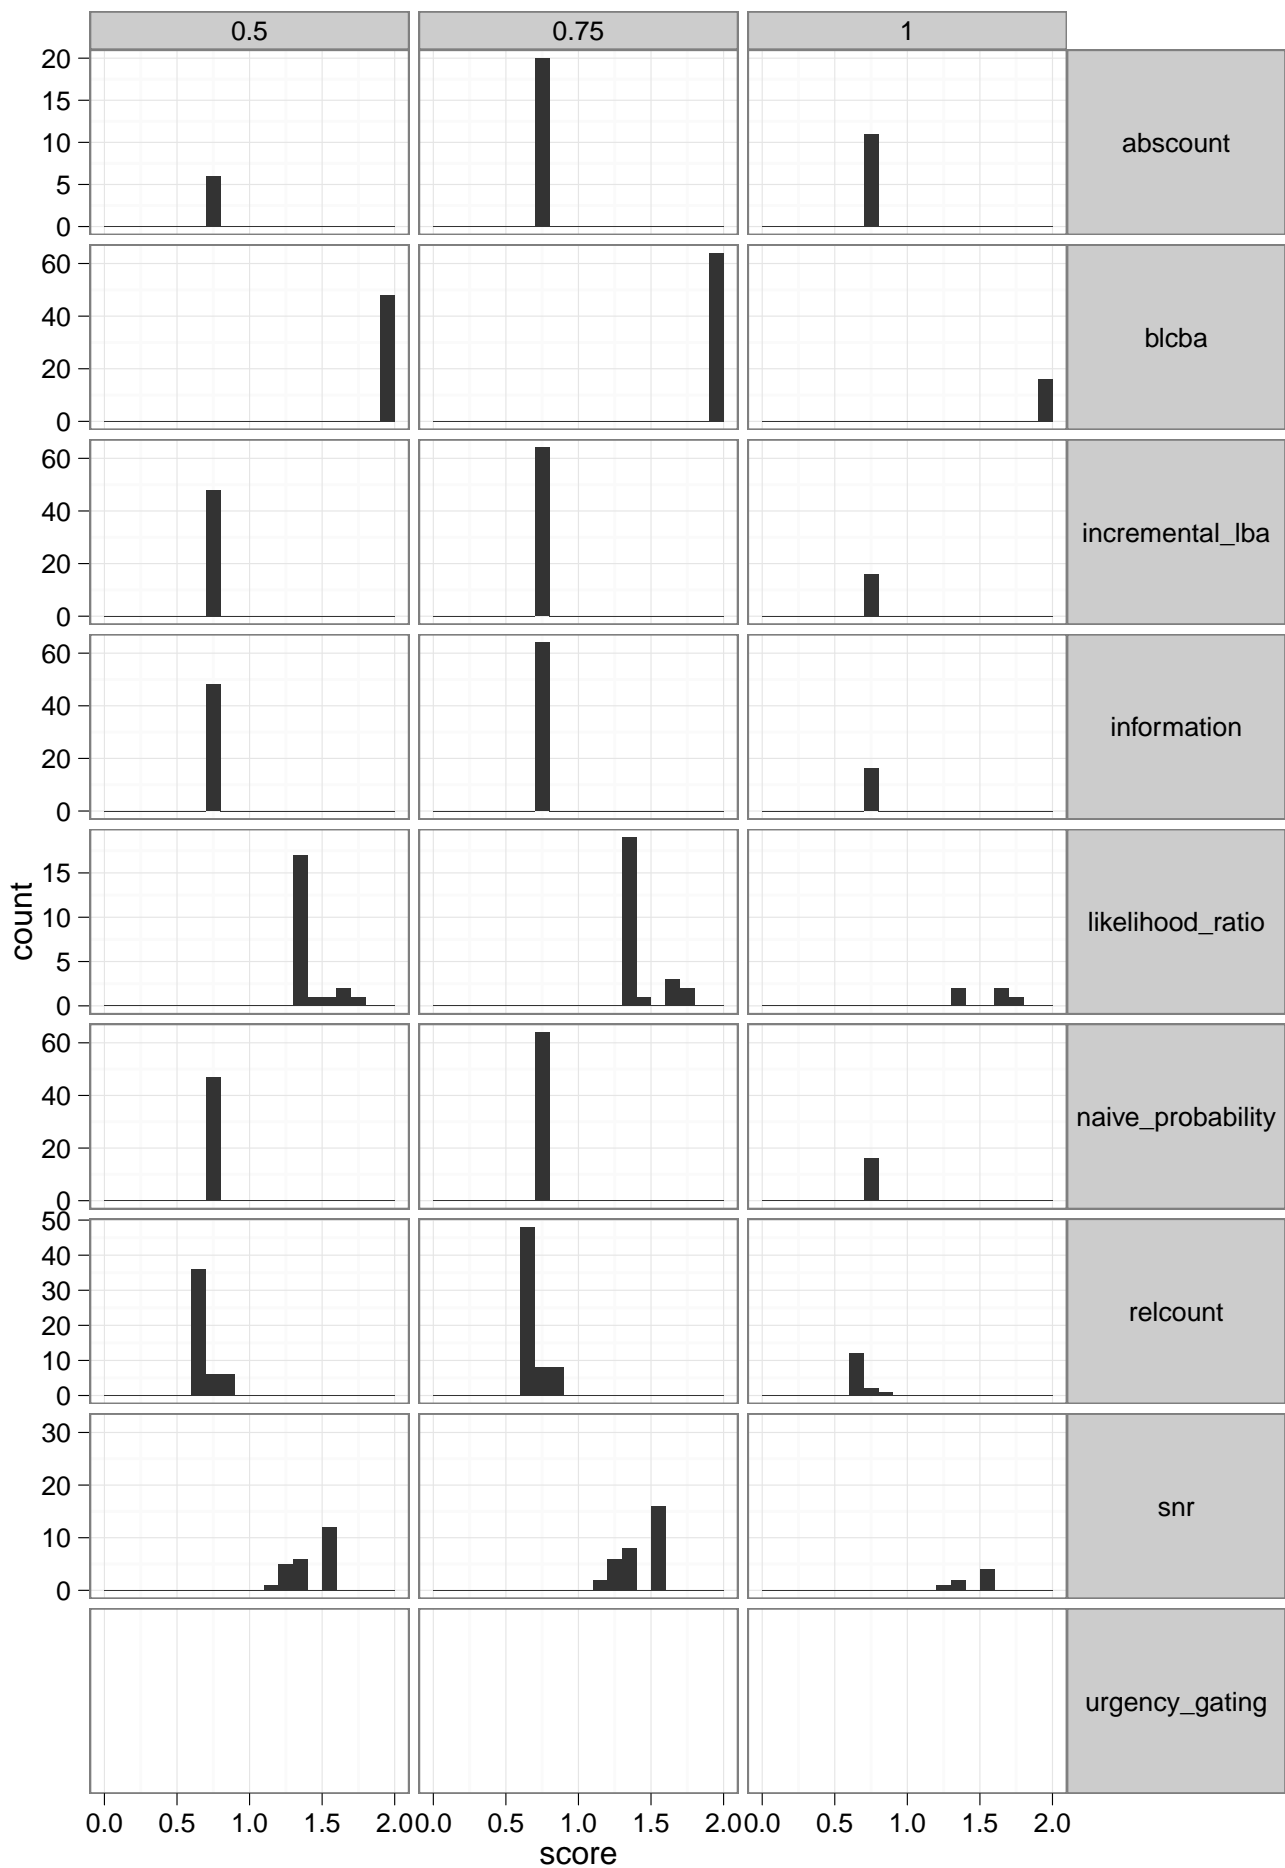 0.5 0.75 1
20
15
10
5
0
abscount
60
40
20
0
blcba
60
40
20
0
incremental_lba
60
40
20
0
information
15
10
5
0
likelihood_ratio
60
40
20
0
naive_probability
50
40
30
20
10
0
relcount
30
20
10
0
snr
urgency_gating
count
0.0 0.5 1.0 1.5 2.0 0.0 0.5 1.0 1.5 2.0 0.0 0.5 1.0 1.5 2.0
score